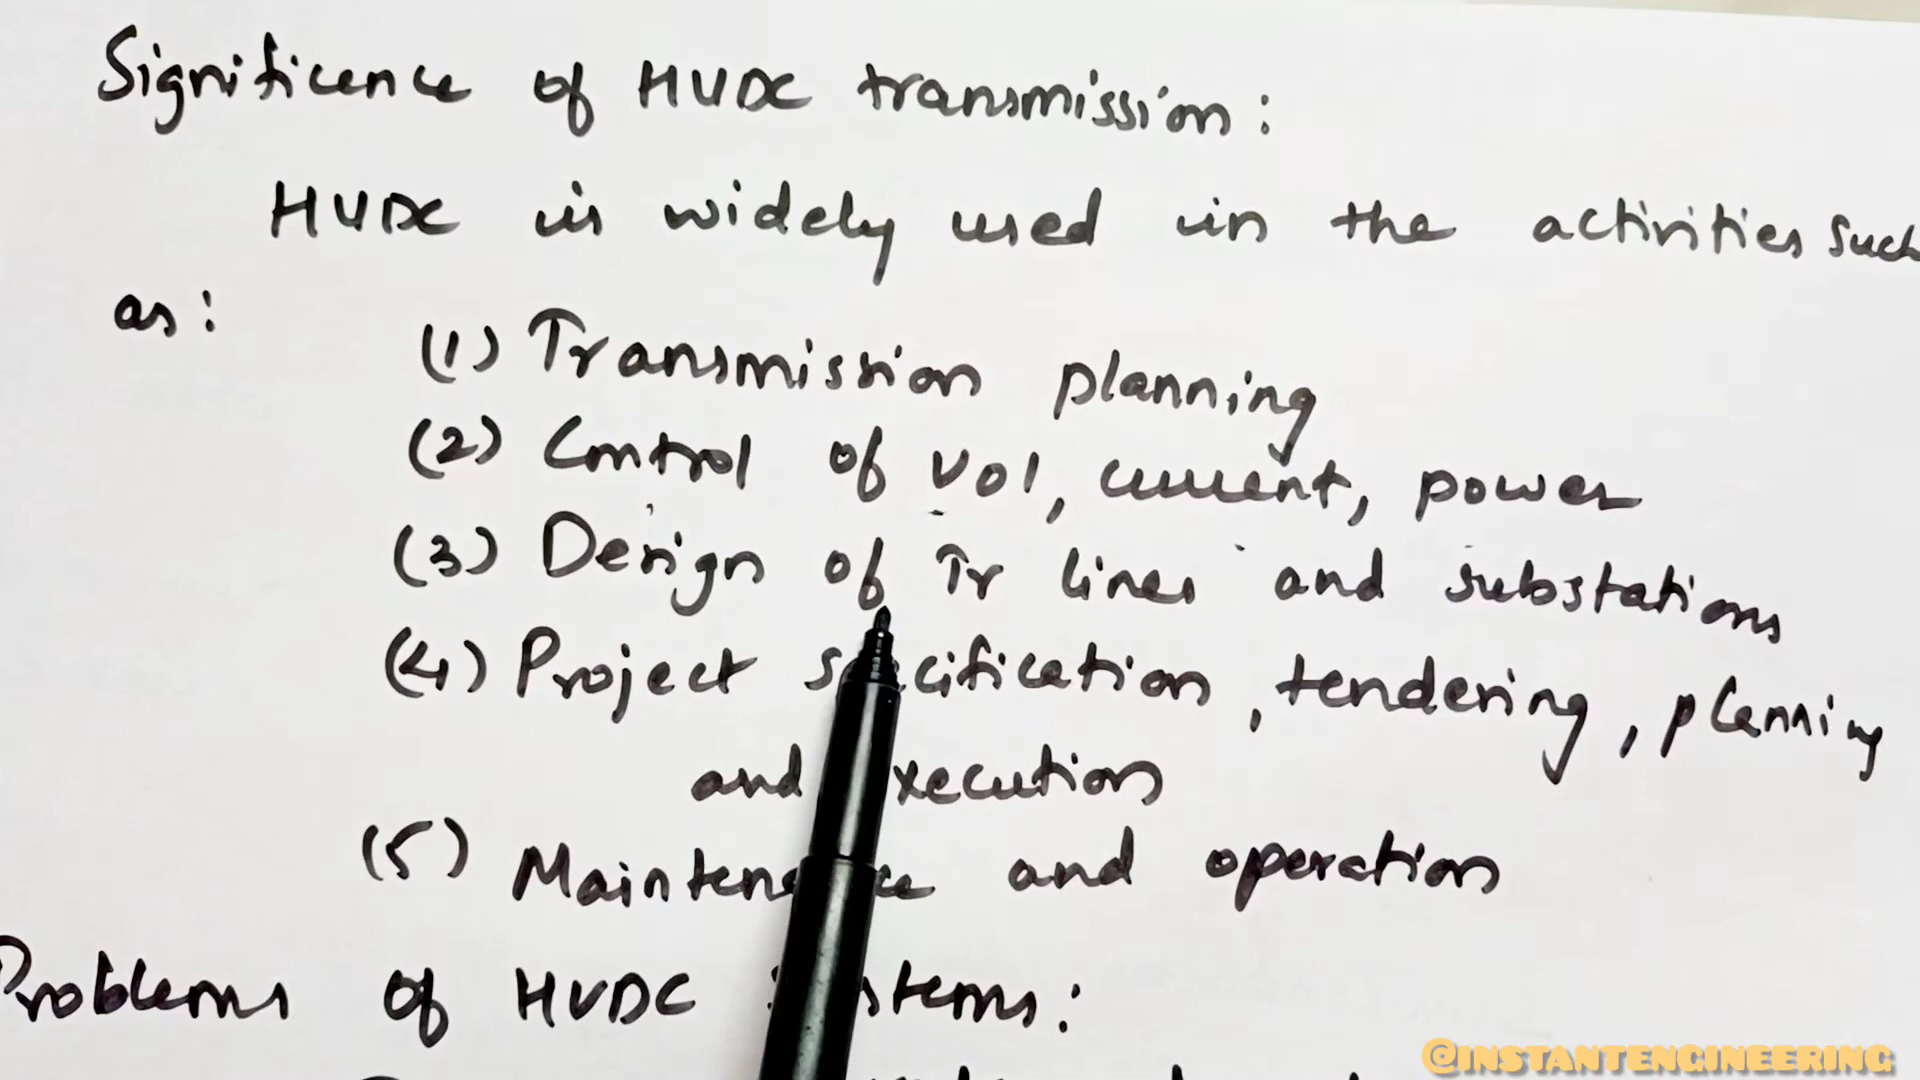 Significence of HVDC transmission:
HVDC is widely used in the activities such
as:
(1) Transmission planning
(2) Control of vol, current, power
(3) Design of Tr lines and substations
(4) Project specification, tendering, planning
and execution
(5) Maintenance and operation
Problems of HVDC systems:
@INSTANTENGINEERING